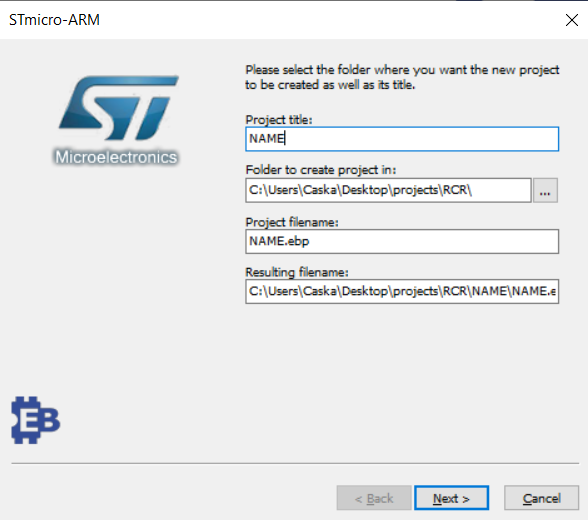 STmicro-ARM
Please select the folder where you want the new project
to be created as well as its title.
Project title:
NAME
Folder to create project in:
C:\Users\Caska\Desktop\projects\RCR\
...
Project filename:
NAME.ebp
Resulting filename:
C:\Users\Caska\Desktop\projects\RCR\NAME\NAME.e
ST
Microelectronics
EB
< Back
Next >
Cancel